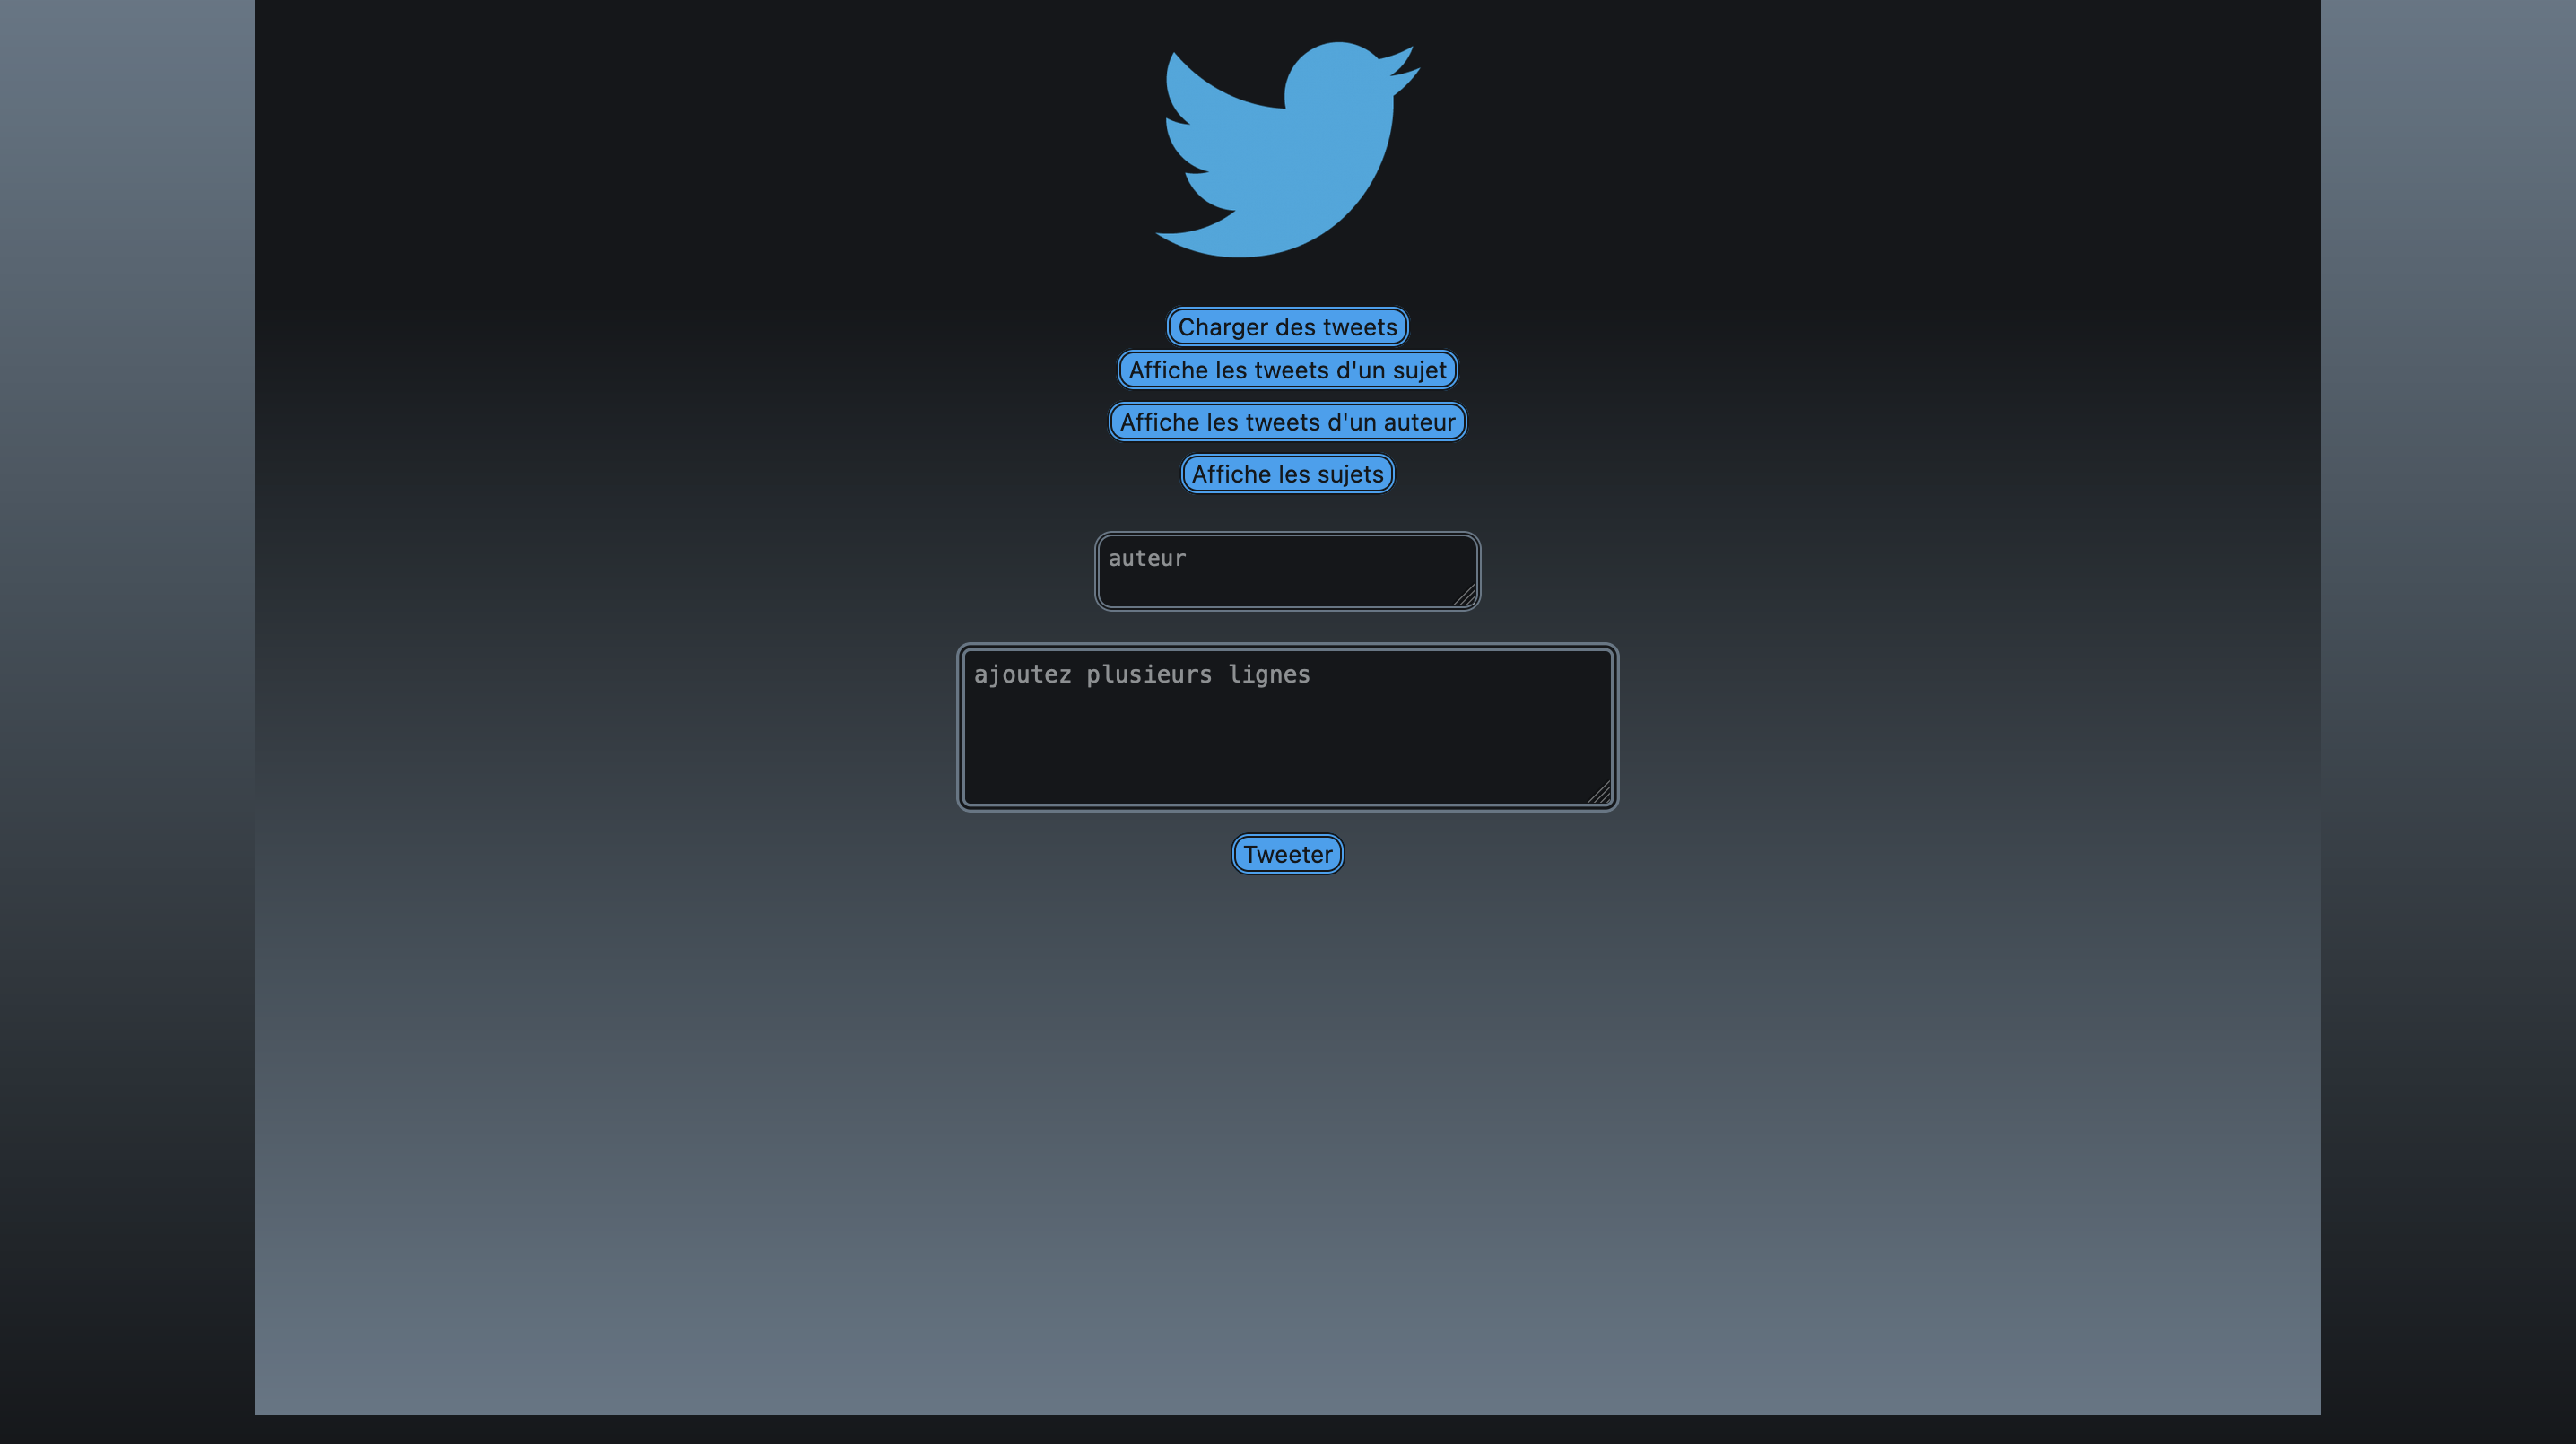 Charger des tweets
Affiche les tweets d'un sujet
Affiche les tweets d'un auteur
Affiche les sujets
auteur
ajoutez plusieurs lignes
Tweeter